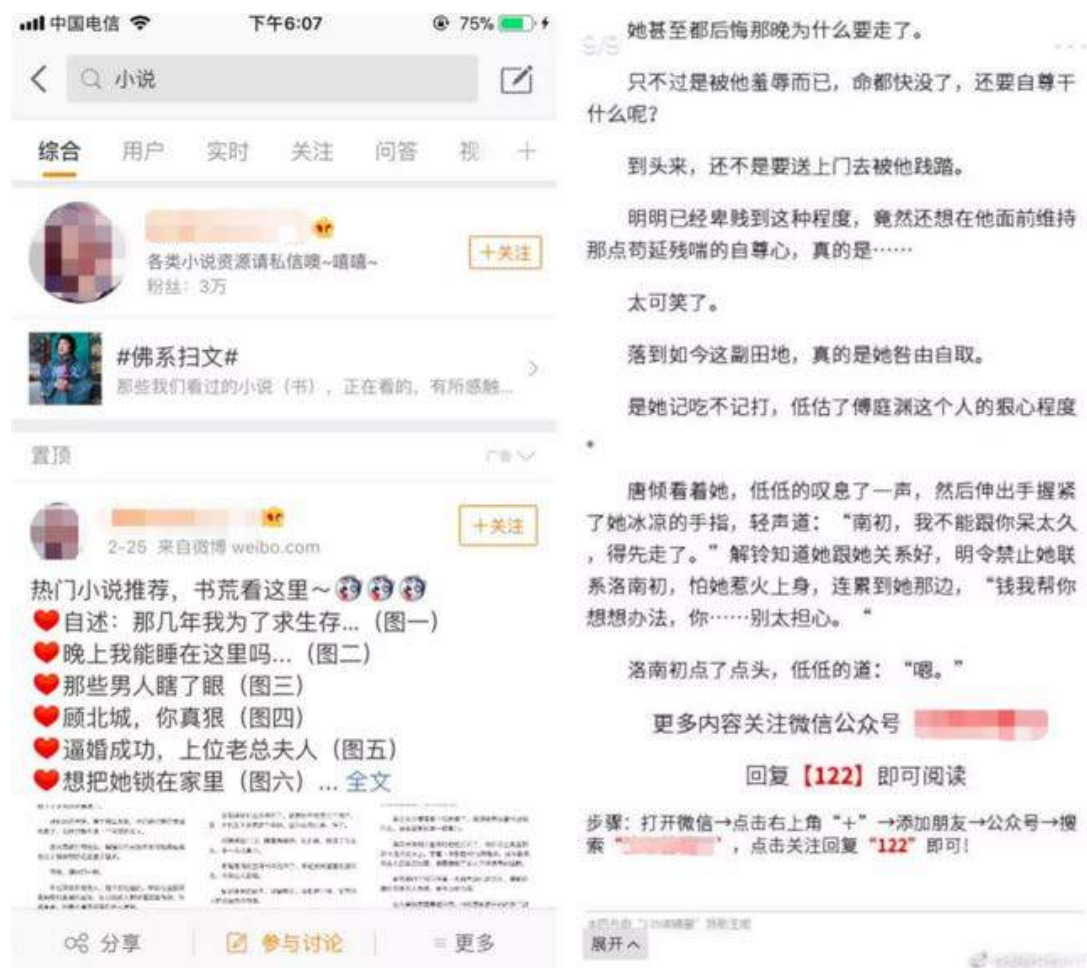 中国电信
下午6:07
75%
小说
综合 用户 实时 关注 问答 视
各类小说资源请私信噢~嘻嘻~
+关注
粉丝：3万
#佛系扫文#
那些我们看过的小说（书），正在看的，有所感触...
置顶
广告
+关注
2-25 来自微博 weibo.com
热门小说推荐，书荒看这里～
自述：那几年我为了求生存...（图一）
晚上我能睡在这里吗...（图二）
那些男人瞎了眼（图三）
顾北城，你真狠（图四）
逼婚成功，上位老总夫人（图五）
想把她锁在家里（图六）... 全文
分享
参与讨论
更多
9/9
她甚至都后悔那晚为什么要走了。
只不过是被他羞辱而已，命都快没了，还要自尊干
什么呢？
到头来，还不是要送上门去被他践踏。
明明已经卑贱到这种程度，竟然还想在他面前维持
那点苟延残喘的自尊心，真的是……
太可笑了。
落到如今这副田地，真的是她咎由自取。
是她记吃不记打，低估了傅庭渊这个人的狠心程度
。
唐倾看着她，低低的叹息了一声，然后伸出手握紧
了她冰凉的手指，轻声道：“南初，我不能跟你呆太久
，得先走了。”解铃知道她跟她关系好，明令禁止她联
系洛南初，怕她惹火上身，连累到她那边，“钱我帮你
想想办法，你……别太担心。“
洛南初点了点头，低低的道：“嗯。”
更多内容关注微信公众号
回复【122】即可阅读
步骤：打开微信→点击右上角“+”→添加朋友→公众号→搜
索“ ”，点击关注回复“122”即可！
展开